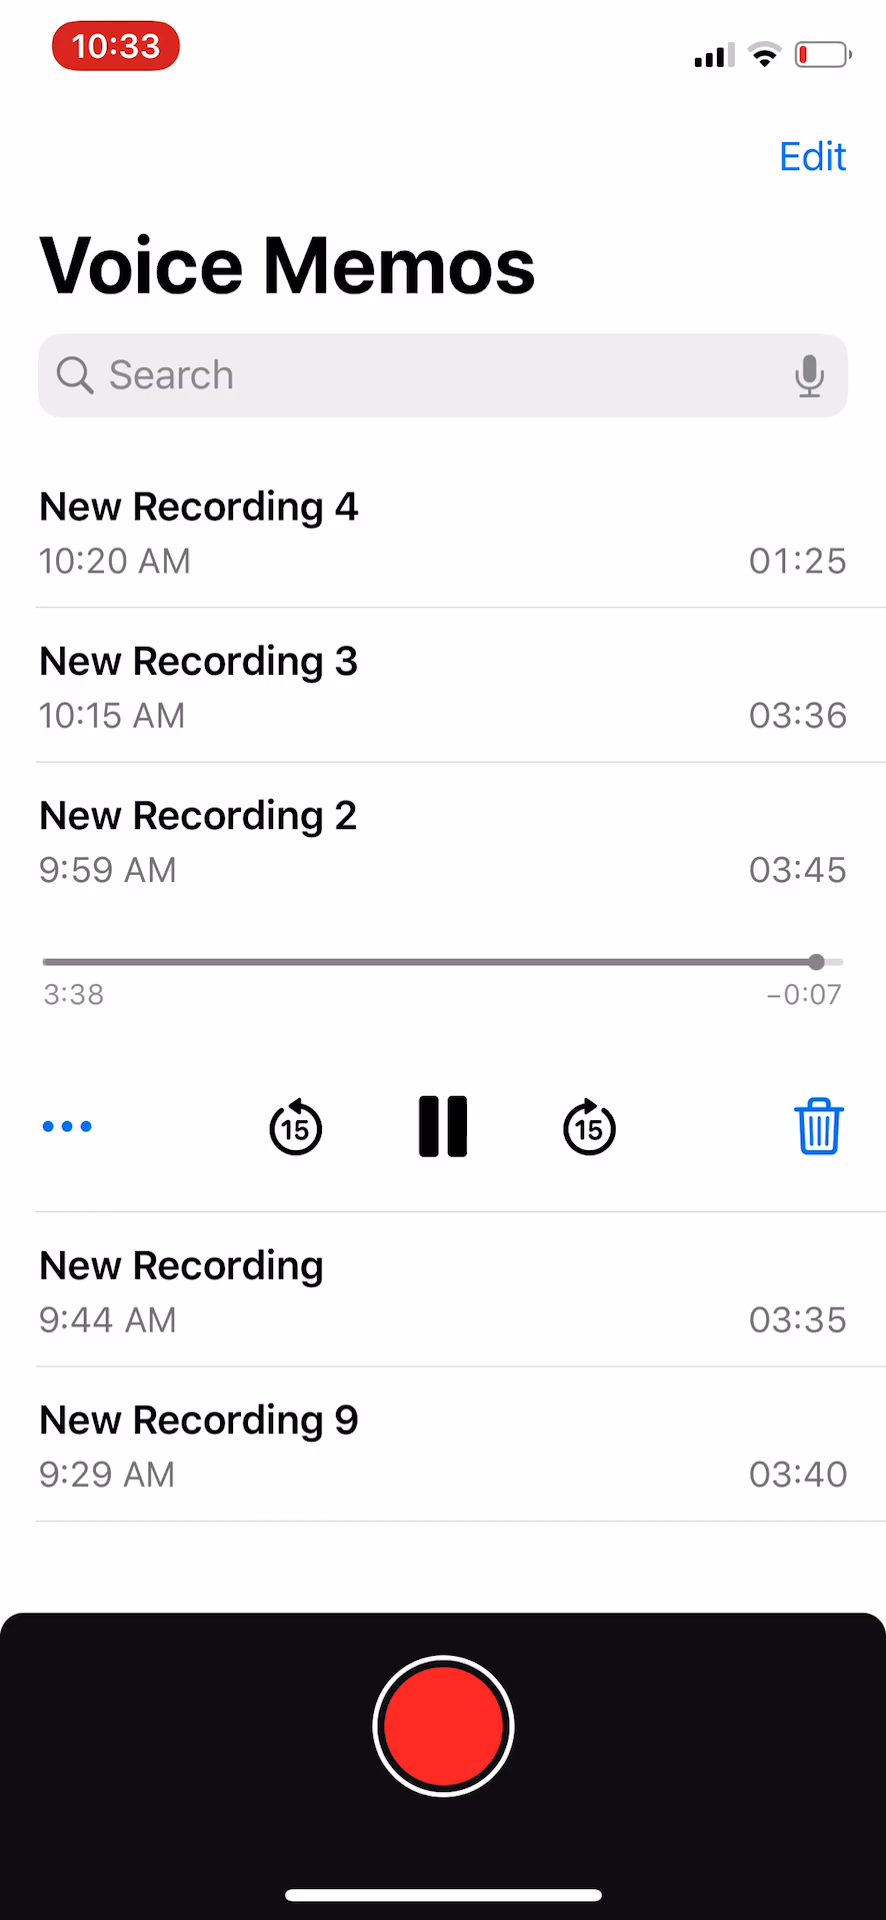 10:33
Edit
Voice Memos
Search
New Recording 4
10:20 AM 01:25
New Recording 3
10:15 AM 03:36
New Recording 2
9:59 AM 03:45
3:38 −0:07
15 15
New Recording
9:44 AM 03:35
New Recording 9
9:29 AM 03:40